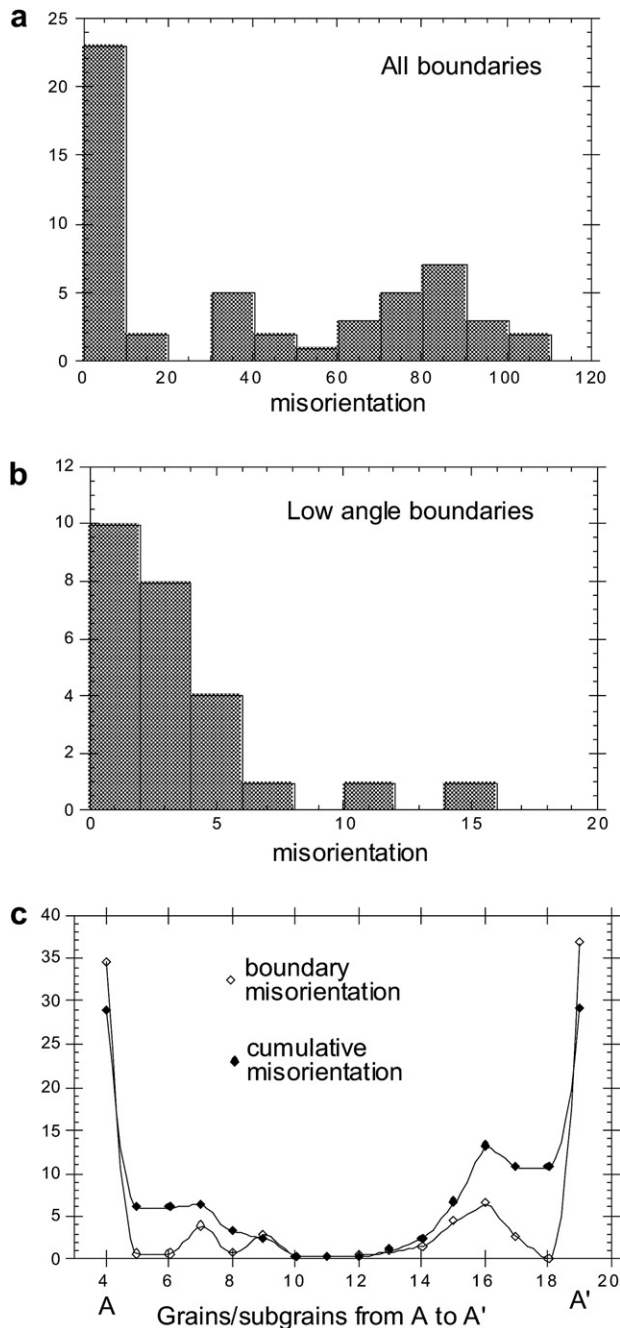 a
25
20
15
10
5
0
All boundaries
0 20 40 60 80 100 120
misorientation
b
12
10
8
6
4
2
0
Low angle boundaries
0 5 10 15 20
misorientation
c
40
35
30
25
20
15
10
5
0
boundary
misorientation
cumulative
misorientation
4 6 8 10 12 14 16 18 20
A Grains/subgrains from A to A' A'